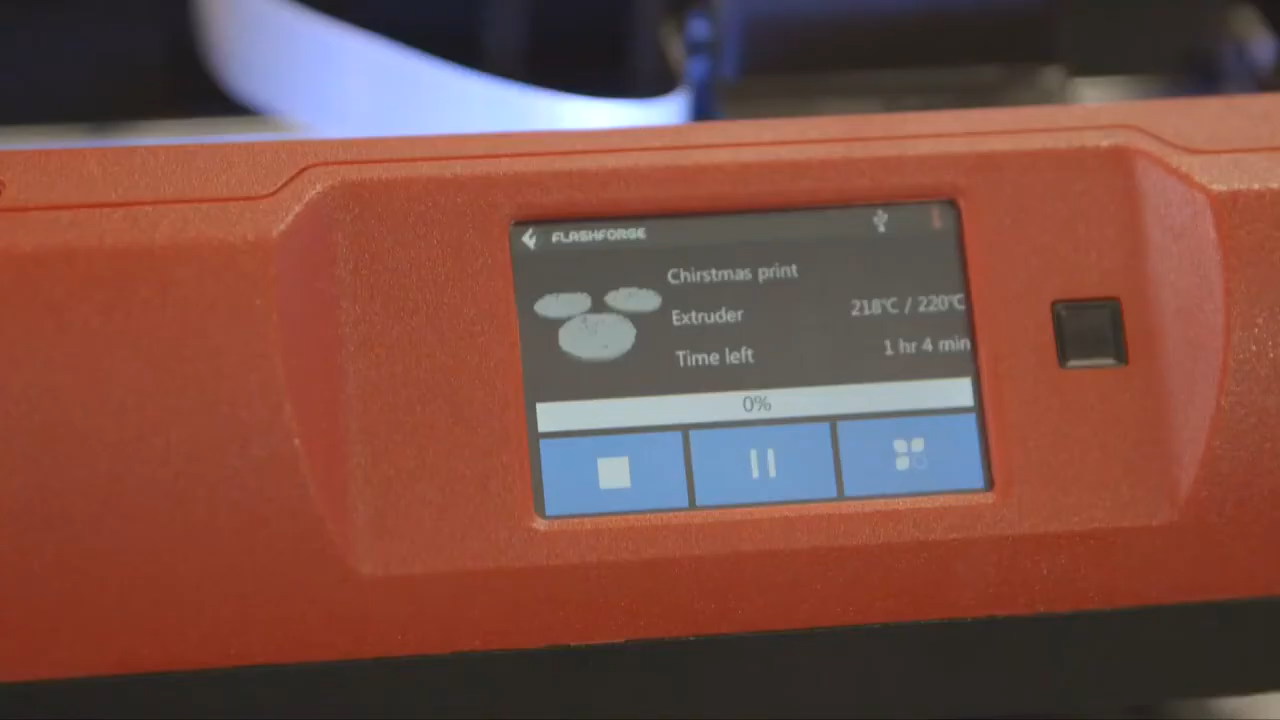 FLASHFORGE
Chirstmas print
Extruder 218℃ / 220℃
Time left 1 hr 4 min
0%